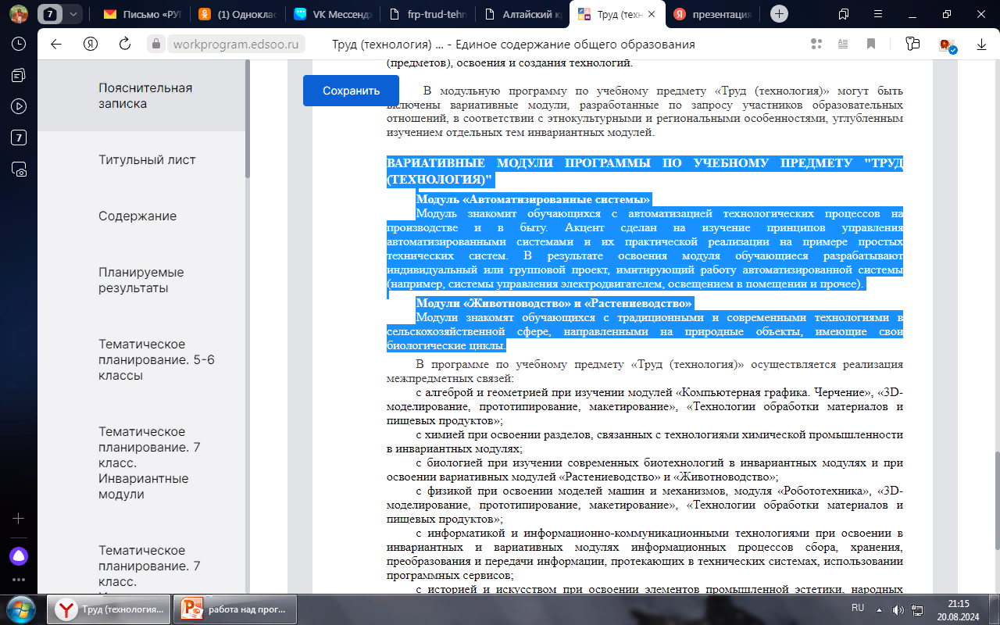 7
Письмо «РУГ
(1) Однокла
VK Мессендж
frp-trud-tehn
Алтайский к
Труд (техн
презентация
workprogram.edsoo.ru
Труд (технология) ... - Единое содержание общего образования
7
Пояснительная
записка
Титульный лист
Содержание
Планируемые
результаты
Тематическое
планирование. 5-6
классы
Тематическое
планирование. 7
класс.
Инвариантные
модули
Тематическое
планирование. 7
класс.
Сохранить
(предметов), освоения и создания технологий.
В модульную программу по учебному предмету «Труд (технология)» могут быть
включены вариативные модули, разработанные по запросу участников образовательных
отношений, в соответствии с этнокультурными и региональными особенностями, углубленным
изучением отдельных тем инвариантных модулей.
ВАРИАТИВНЫЕ МОДУЛИ ПРОГРАММЫ ПО УЧЕБНОМУ ПРЕДМЕТУ "ТРУД
(ТЕХНОЛОГИЯ)"
Модуль «Автоматизированные системы»
Модуль знакомит обучающихся с автоматизацией технологических процессов на
производстве и в быту. Акцент сделан на изучение принципов управления
автоматизированными системами и их практической реализации на примере простых
технических систем. В результате освоения модуля обучающиеся разрабатывают
индивидуальный или групповой проект, имитирующий работу автоматизированной системы
(например, системы управления электродвигателем, освещением в помещении и прочее).
Модули «Животноводство» и «Растениеводство»
Модули знакомят обучающихся с традиционными и современными технологиями в
сельскохозяйственной сфере, направленными на природные объекты, имеющие свои
биологические циклы.
В программе по учебному предмету «Труд (технология)» осуществляется реализация
межпредметных связей:
с алгеброй и геометрией при изучении модулей «Компьютерная графика. Черчение», «3D-
моделирование, прототипирование, макетирование», «Технологии обработки материалов и
пищевых продуктов»;
с химией при освоении разделов, связанных с технологиями химической промышленности
в инвариантных модулях;
с биологией при изучении современных биотехнологий в инвариантных модулях и при
освоении вариативных модулей «Растениеводство» и «Животноводство»;
с физикой при освоении моделей машин и механизмов, модуля «Робототехника», «3D-
моделирование, прототипирование, макетирование», «Технологии обработки материалов и
пищевых продуктов»;
с информатикой и информационно-коммуникационными технологиями при освоении в
инвариантных и вариативных модулях информационных процессов сбора, хранения,
преобразования и передачи информации, протекающих в технических системах, использовании
программных сервисов;
с историей и искусством при освоении элементов промышленной эстетики, народных
Труд (технология...
работа над прог...
RU
21:15
20.08.2024